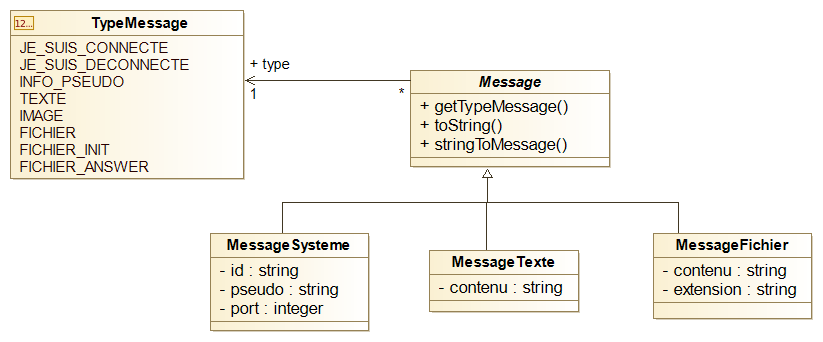 12...
TypeMessage
JE_SUIS_CONNECTE
JE_SUIS_DECONNECTE
INFO_PSEUDO
TEXTE
IMAGE
FICHIER
FICHIER_INIT
FICHIER_ANSWER
+ type
1
*
Message
+ getTypeMessage()
+ toString()
+ stringToMessage()
MessageSysteme
- id : string
- pseudo : string
- port : integer
MessageTexte
- contenu : string
MessageFichier
- contenu : string
- extension : string